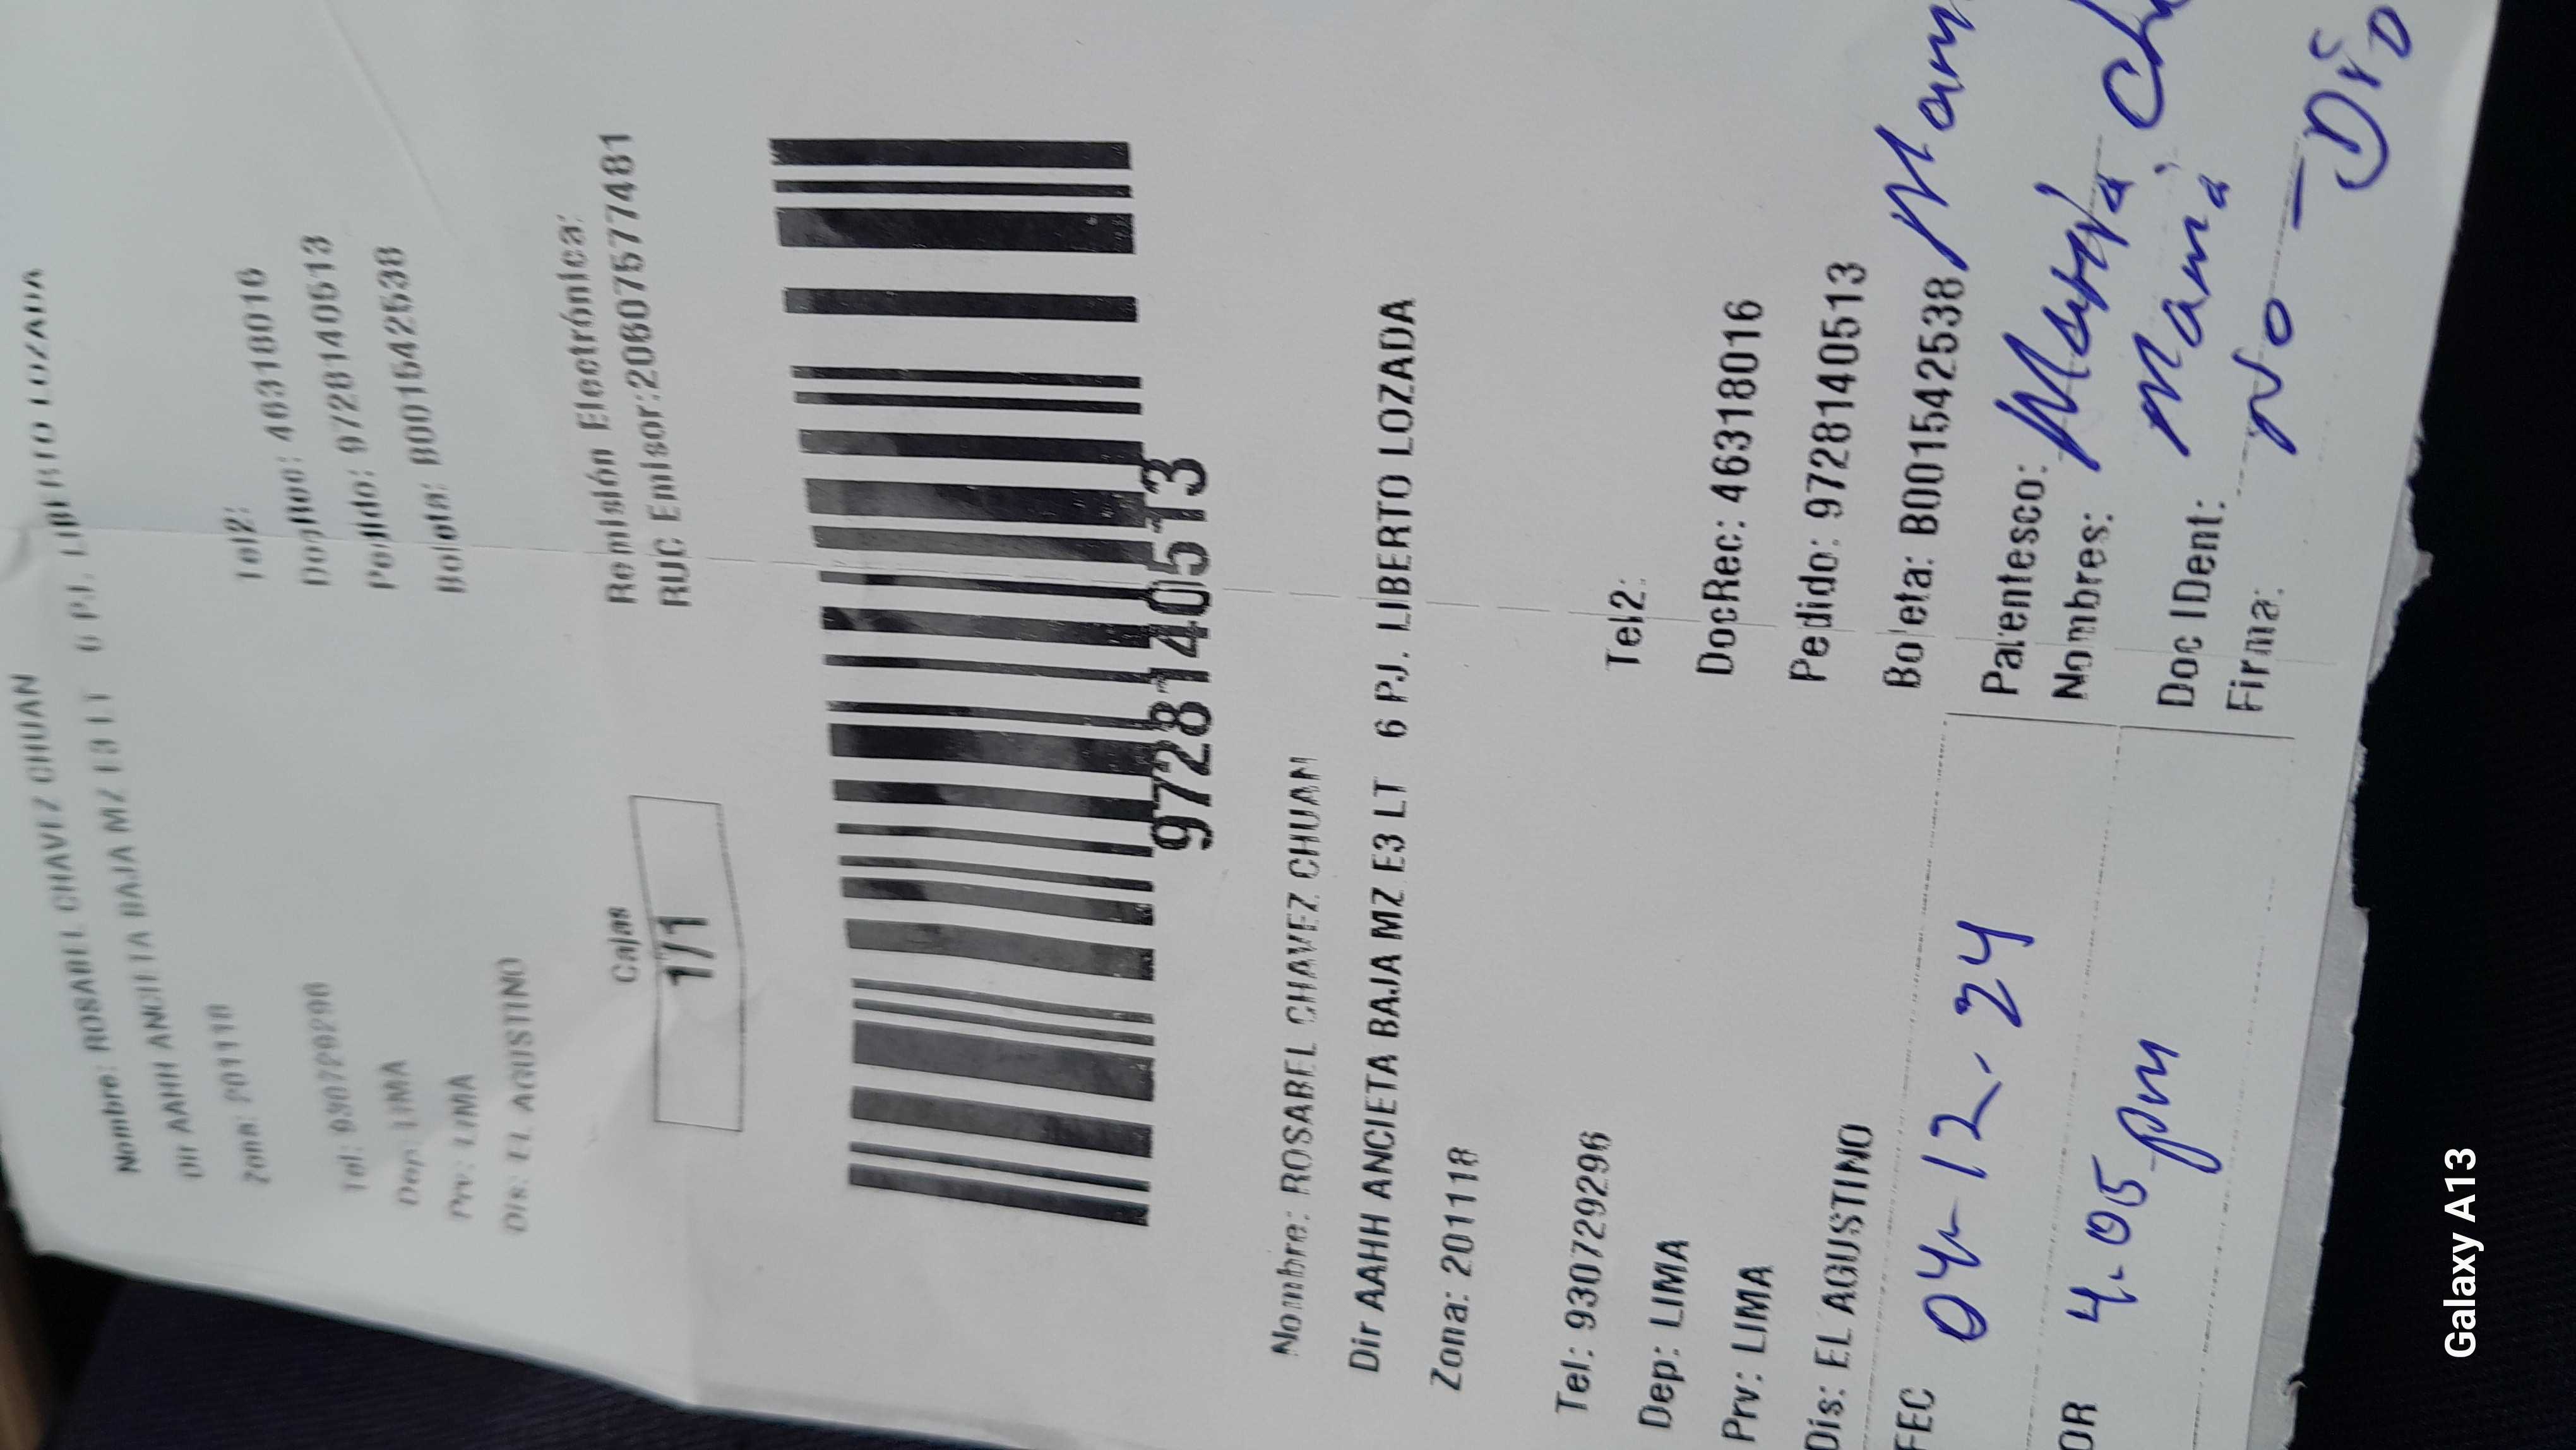 Nombre: ROSABEL CHAVEZ CHUAN
Dir AAHH ANCIETA BAJA MZ E3 LT 6 PJ. LIBERTO LOZADA
Zona: 201118
Tel2:
Tel: 930729296
DocRec: 46318016
Dep: LIMA
Pedido: 9728140513
Prv: LIMA
Boleta: B001542538
Dis: EL AGUSTINO
Remisión Electrónica:
Cajas
RUC Emisor:20607577481
1/1
9728140513
Nombre: ROSABEL CHAVEZ CHUAN
Dir AAHH ANCIETA BAJA MZ E3 LT 6 PJ. LIBERTO LOZADA
Zona: 201118
Tel2:
Tel: 930729296
DocRec: 46318016
Dep: LIMA
Pedido: 9728140513
Prv: LIMA
Boleta: B001542538
Dis: EL AGUSTINO
FEC 04-12-24
Parentesco:
Nombres:
OR 4.05 pm
Doc IDent: Mamá
Firma: No - Dio
Galaxy A13